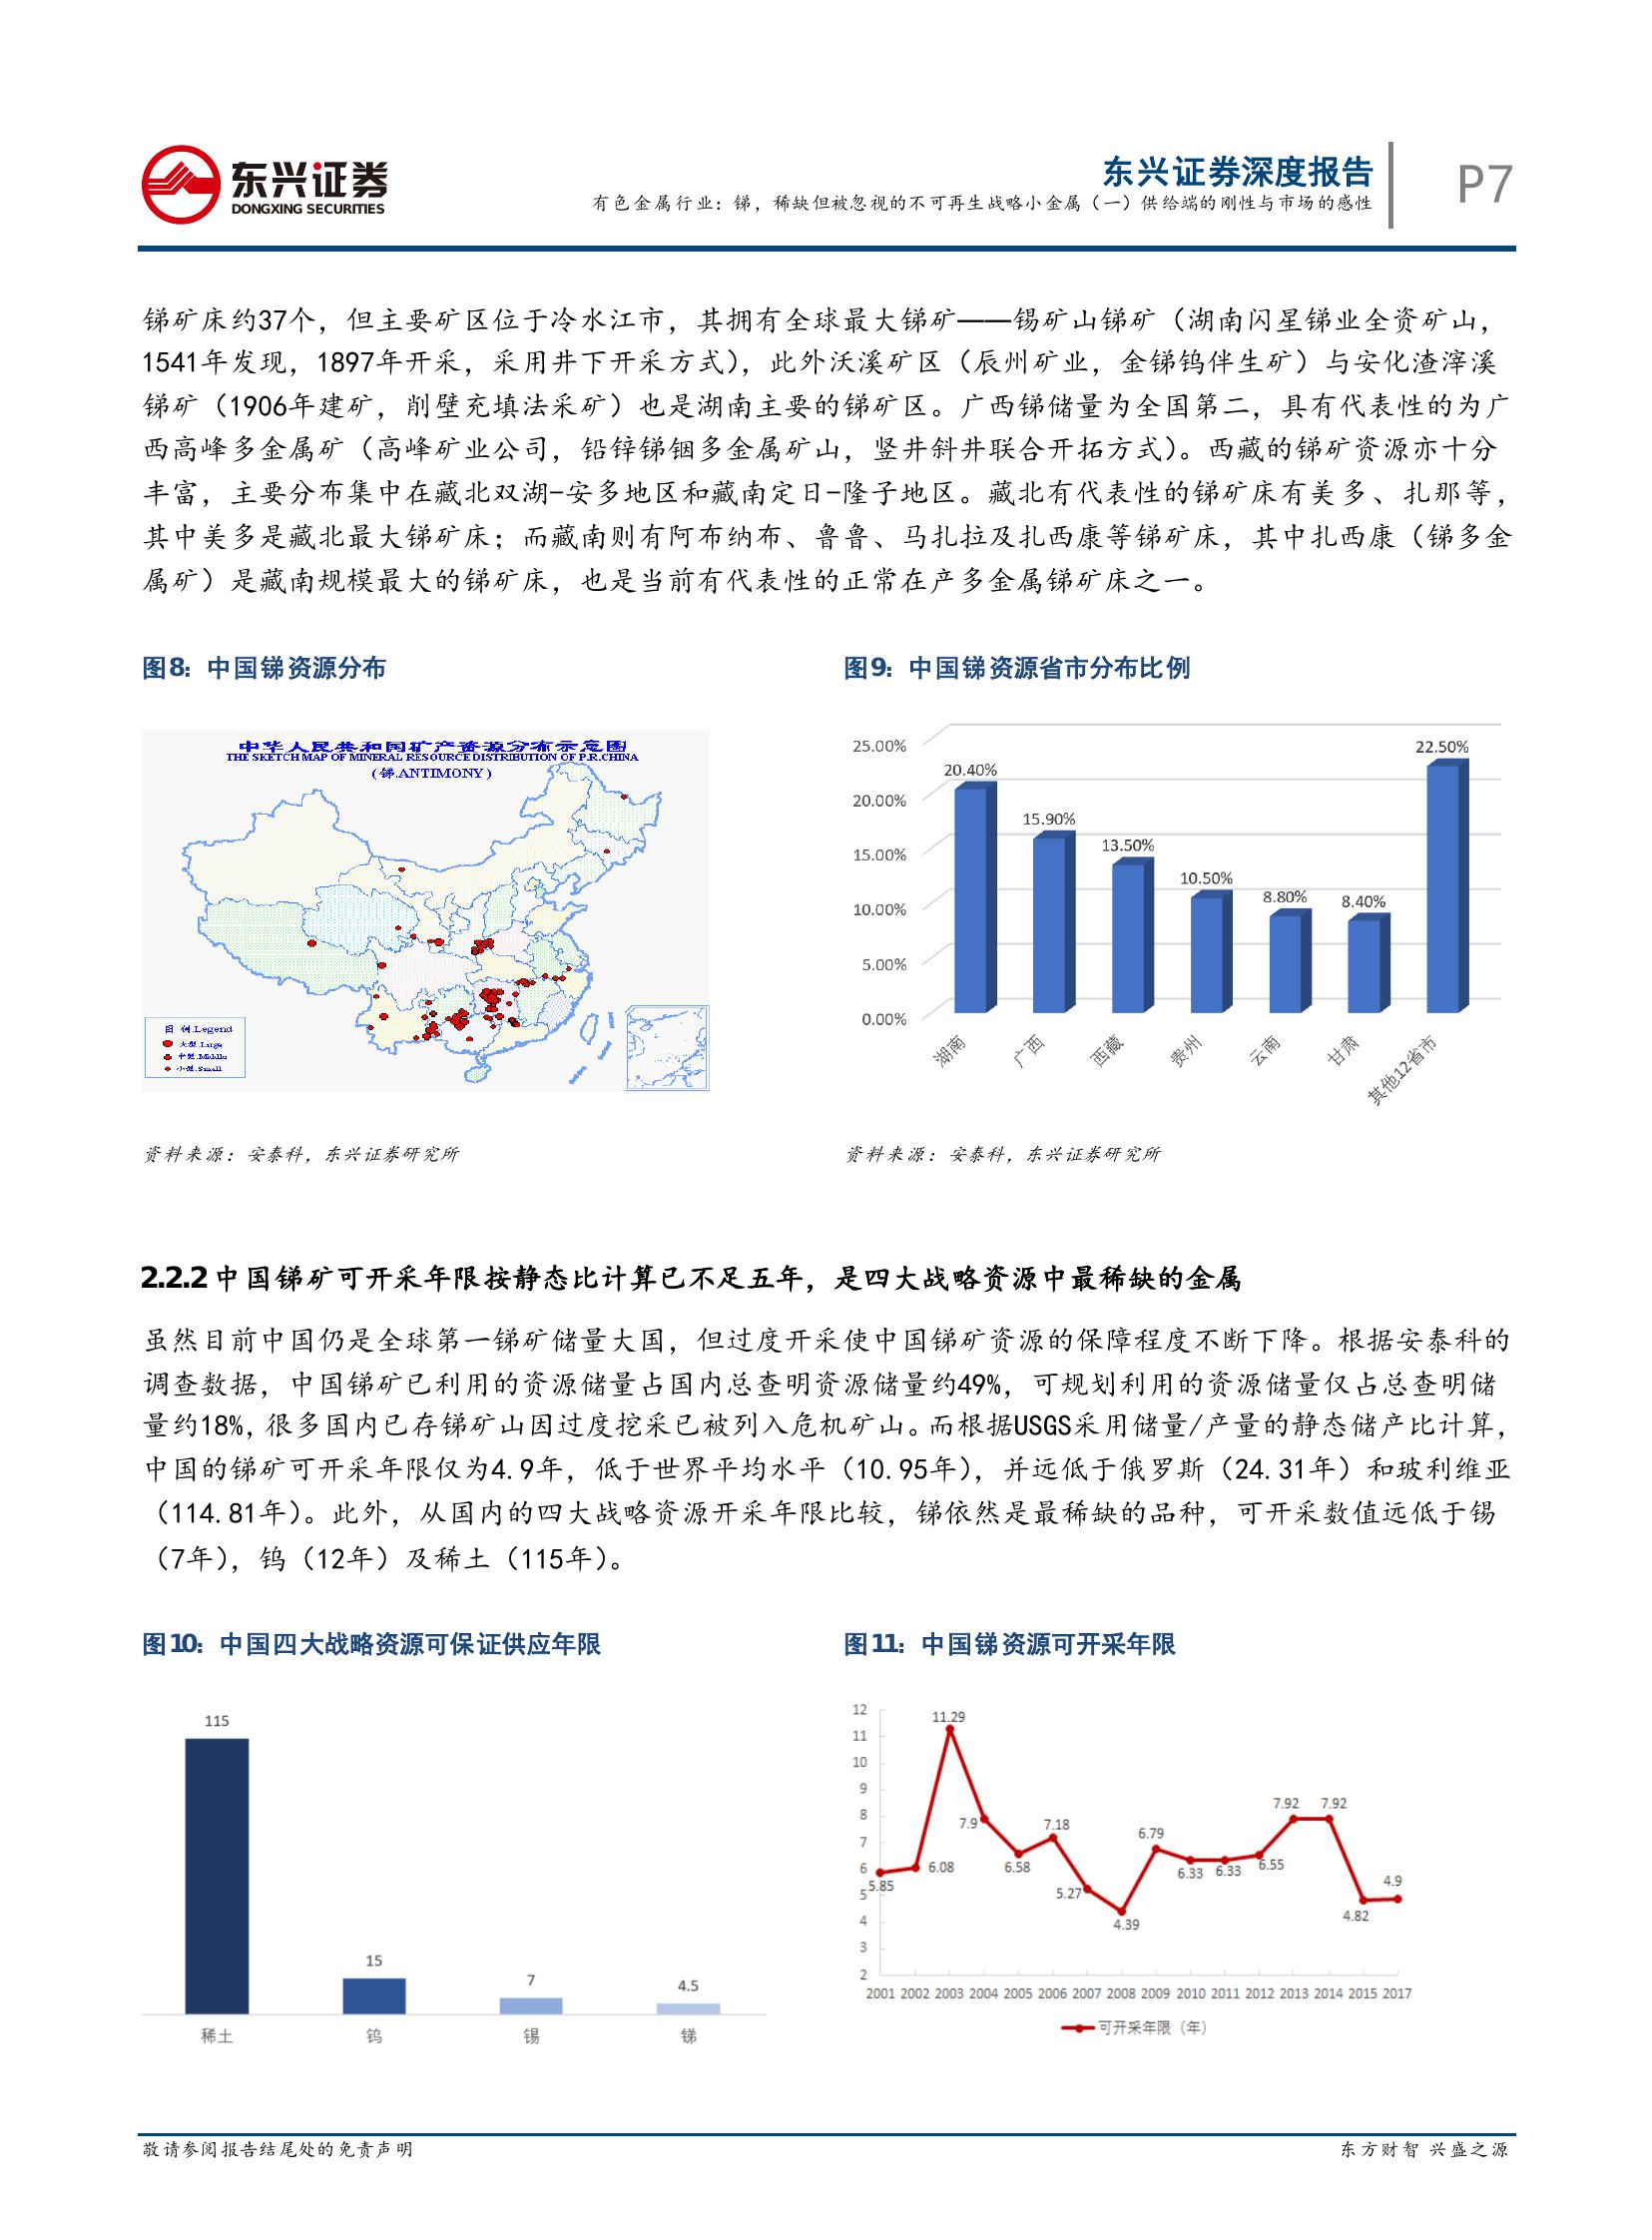 东兴证券
DONGXING SECURITIES
东兴证券深度报告
有色金属行业：锑，稀缺但被忽视的不可再生战略小金属（一）供给端的刚性与市场的感性
P7
锑矿床约37个，但主要矿区位于冷水江市，其拥有全球最大锑矿——锡矿山锑矿（湖南闪星锑业全资矿山，
1541年发现，1897年开采，采用井下开采方式），此外沃溪矿区（辰州矿业，金锑钨伴生矿）与安化渣滓溪
锑矿（1906年建矿，削壁充填法采矿）也是湖南主要的锑矿区。广西锑储量为全国第二，具有代表性的为广
西高峰多金属矿（高峰矿业公司，铅锌锑铟多金属矿山，竖井斜井联合开拓方式）。西藏的锑矿资源亦十分
丰富，主要分布集中在藏北双湖-安多地区和藏南定日-隆子地区。藏北有代表性的锑矿床有美多、扎那等，
其中美多是藏北最大锑矿床；而藏南则有阿布纳布、鲁鲁、马扎拉及扎西康等锑矿床，其中扎西康（锑多金
属矿）是藏南规模最大的锑矿床，也是当前有代表性的正常在产多金属锑矿床之一。
图8：中国锑资源分布
中华人民共和国矿产资源分布示意图
THE SKETCH MAP OF MINERAL RESOURCE DISTRIBUTION OF P.R.CHINA
（锑.ANTIMONY）
图 例.Legend
大型.Large
中型.Middle
小型.Small
资料来源：安泰科，东兴证券研究所
图9：中国锑资源省市分布比例
25.00%
20.00%
15.00%
10.00%
5.00%
0.00%
20.40%
15.90%
13.50%
10.50%
8.80%
8.40%
22.50%
湖南
广西
西藏
贵州
云南
甘肃
其他12省市
资料来源：安泰科，东兴证券研究所
2.2.2 中国锑矿可开采年限按静态比计算已不足五年，是四大战略资源中最稀缺的金属
虽然目前中国仍是全球第一锑矿储量大国，但过度开采使中国锑矿资源的保障程度不断下降。根据安泰科的
调查数据，中国锑矿已利用的资源储量占国内总查明资源储量约49%，可规划利用的资源储量仅占总查明储
量约18%，很多国内已存锑矿山因过度挖采已被列入危机矿山。而根据USGS采用储量/产量的静态储产比计算，
中国的锑矿可开采年限仅为4.9年，低于世界平均水平（10.95年），并远低于俄罗斯（24.31年）和玻利维亚
（114.81年）。此外，从国内的四大战略资源开采年限比较，锑依然是最稀缺的品种，可开采数值远低于锡
（7年），钨（12年）及稀土（115年）。
图10：中国四大战略资源可保证供应年限
115
15
7
4.5
稀土
钨
锡
锑
图11：中国锑资源可开采年限
12
11
10
9
8
7
6
5
4
3
2
5.85
6.08
11.29
7.9
6.58
7.18
5.27
4.39
6.79
6.33
6.33
6.55
7.92
7.92
4.82
4.9
2001 2002 2003 2004 2005 2006 2007 2008 2009 2010 2011 2012 2013 2014 2015 2017
可开采年限（年）
敬请参阅报告结尾处的免责声明
东方财智 兴盛之源